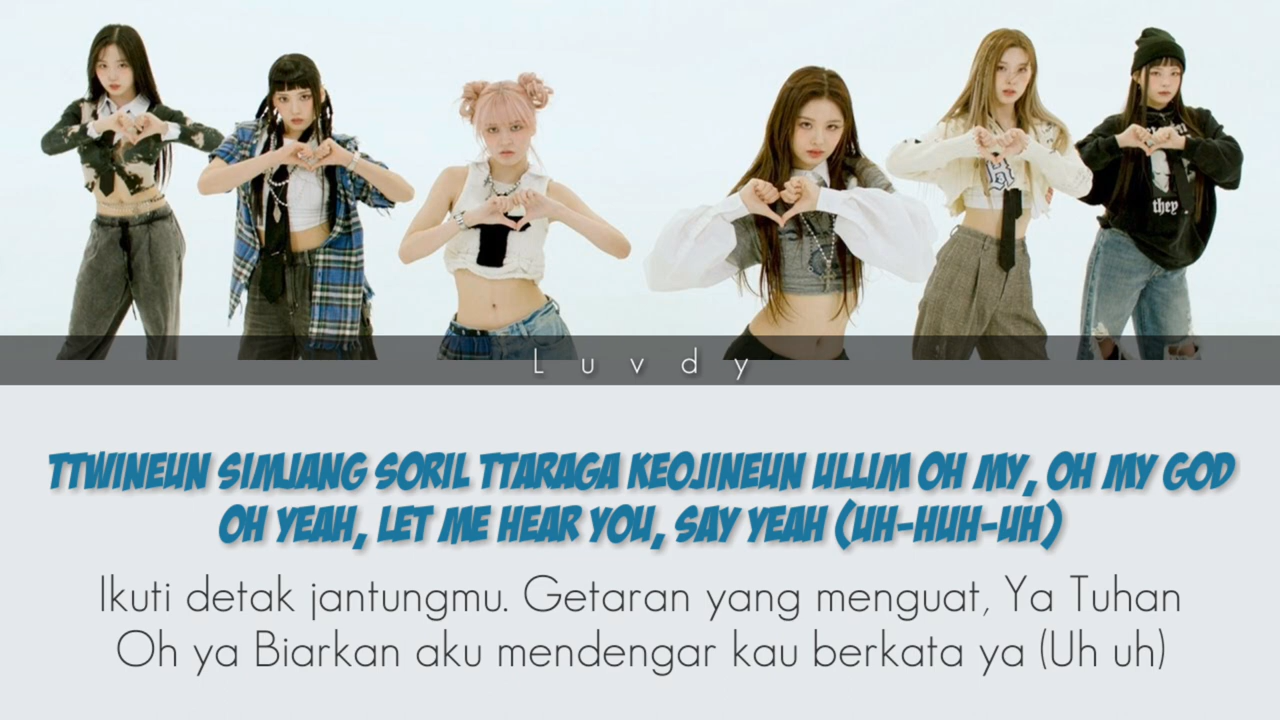 they
Luvdy
TTWINEUN SIMJANG SORIL TTARAGA KEOJINEUN ULLIM OH MY, OH MY GOD
OH YEAH, LET ME HEAR YOU, SAY YEAH (UH-HUH-UH)
Ikuti detak jantungmu. Getaran yang menguat, Ya Tuhan
Oh ya Biarkan aku mendengar kau berkata ya (Uh uh)